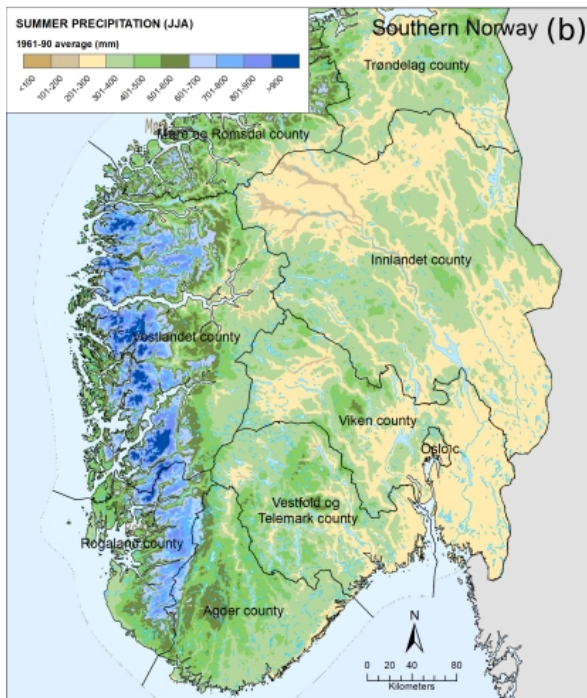 SUMMER PRECIPITATION (JJA)
1961-90 average (mm)
<100
101-200
201-300
301-400
401-500
501-600
601-700
701-800
801-900
>900
Southern Norway (b)
Trøndelag county
Møre og Romsdal county
Innlandet county
Vestlandet county
Viken county
Oslo
Vestfold og
Telemark county
Rogaland county
Agder county
N
0 20 40 80
Kilometers